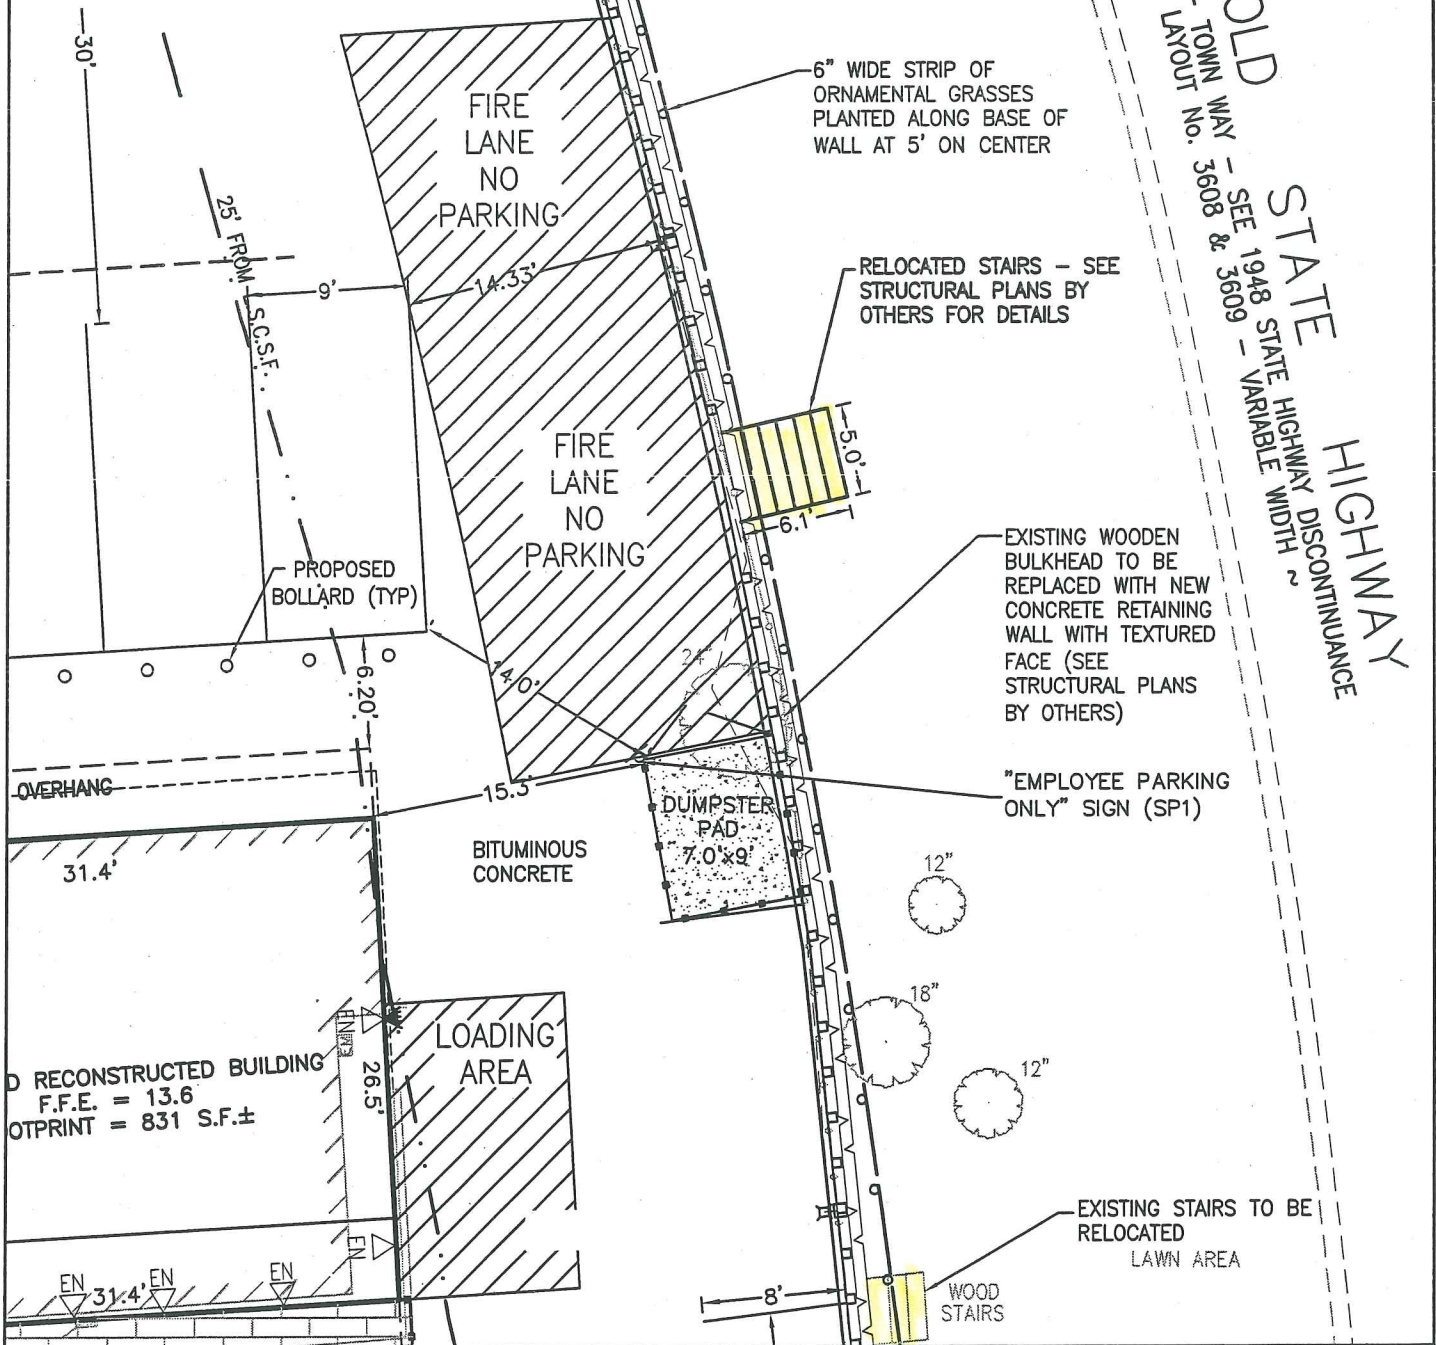 30'
FIRE
LANE
NO
PARKING
6" WIDE STRIP OF
ORNAMENTAL GRASSES
PLANTED ALONG BASE OF
WALL AT 5' ON CENTER
OLD STATE HIGHWAY
TOWN WAY - SEE 1948 STATE HIGHWAY DISCONTINUANCE
LAYOUT No. 3608 & 3609 - VARIABLE WIDTH ~
25' FROM S.C.S.F.
9'
14.33'
RELOCATED STAIRS - SEE
STRUCTURAL PLANS BY
OTHERS FOR DETAILS
5.0'
6.1'
FIRE
LANE
NO
PARKING
PROPOSED
BOLLARD (TYP)
EXISTING WOODEN
BULKHEAD TO BE
REPLACED WITH NEW
CONCRETE RETAINING
WALL WITH TEXTURED
FACE (SEE
STRUCTURAL PLANS
BY OTHERS)
24"
14.0'
6.20'
OVERHANG
15.3'
"EMPLOYEE PARKING
ONLY" SIGN (SP1)
DUMPSTER
PAD
7.0'x9'
BITUMINOUS
CONCRETE
31.4'
12"
18"
12"
LOADING
AREA
EN
26.5'
D RECONSTRUCTED BUILDING
F.F.E. = 13.6
OTPRINT = 831 S.F.±
EN
EXISTING STAIRS TO BE
RELOCATED
LAWN AREA
EN
EN
EN
31.4'
8'
WOOD
STAIRS